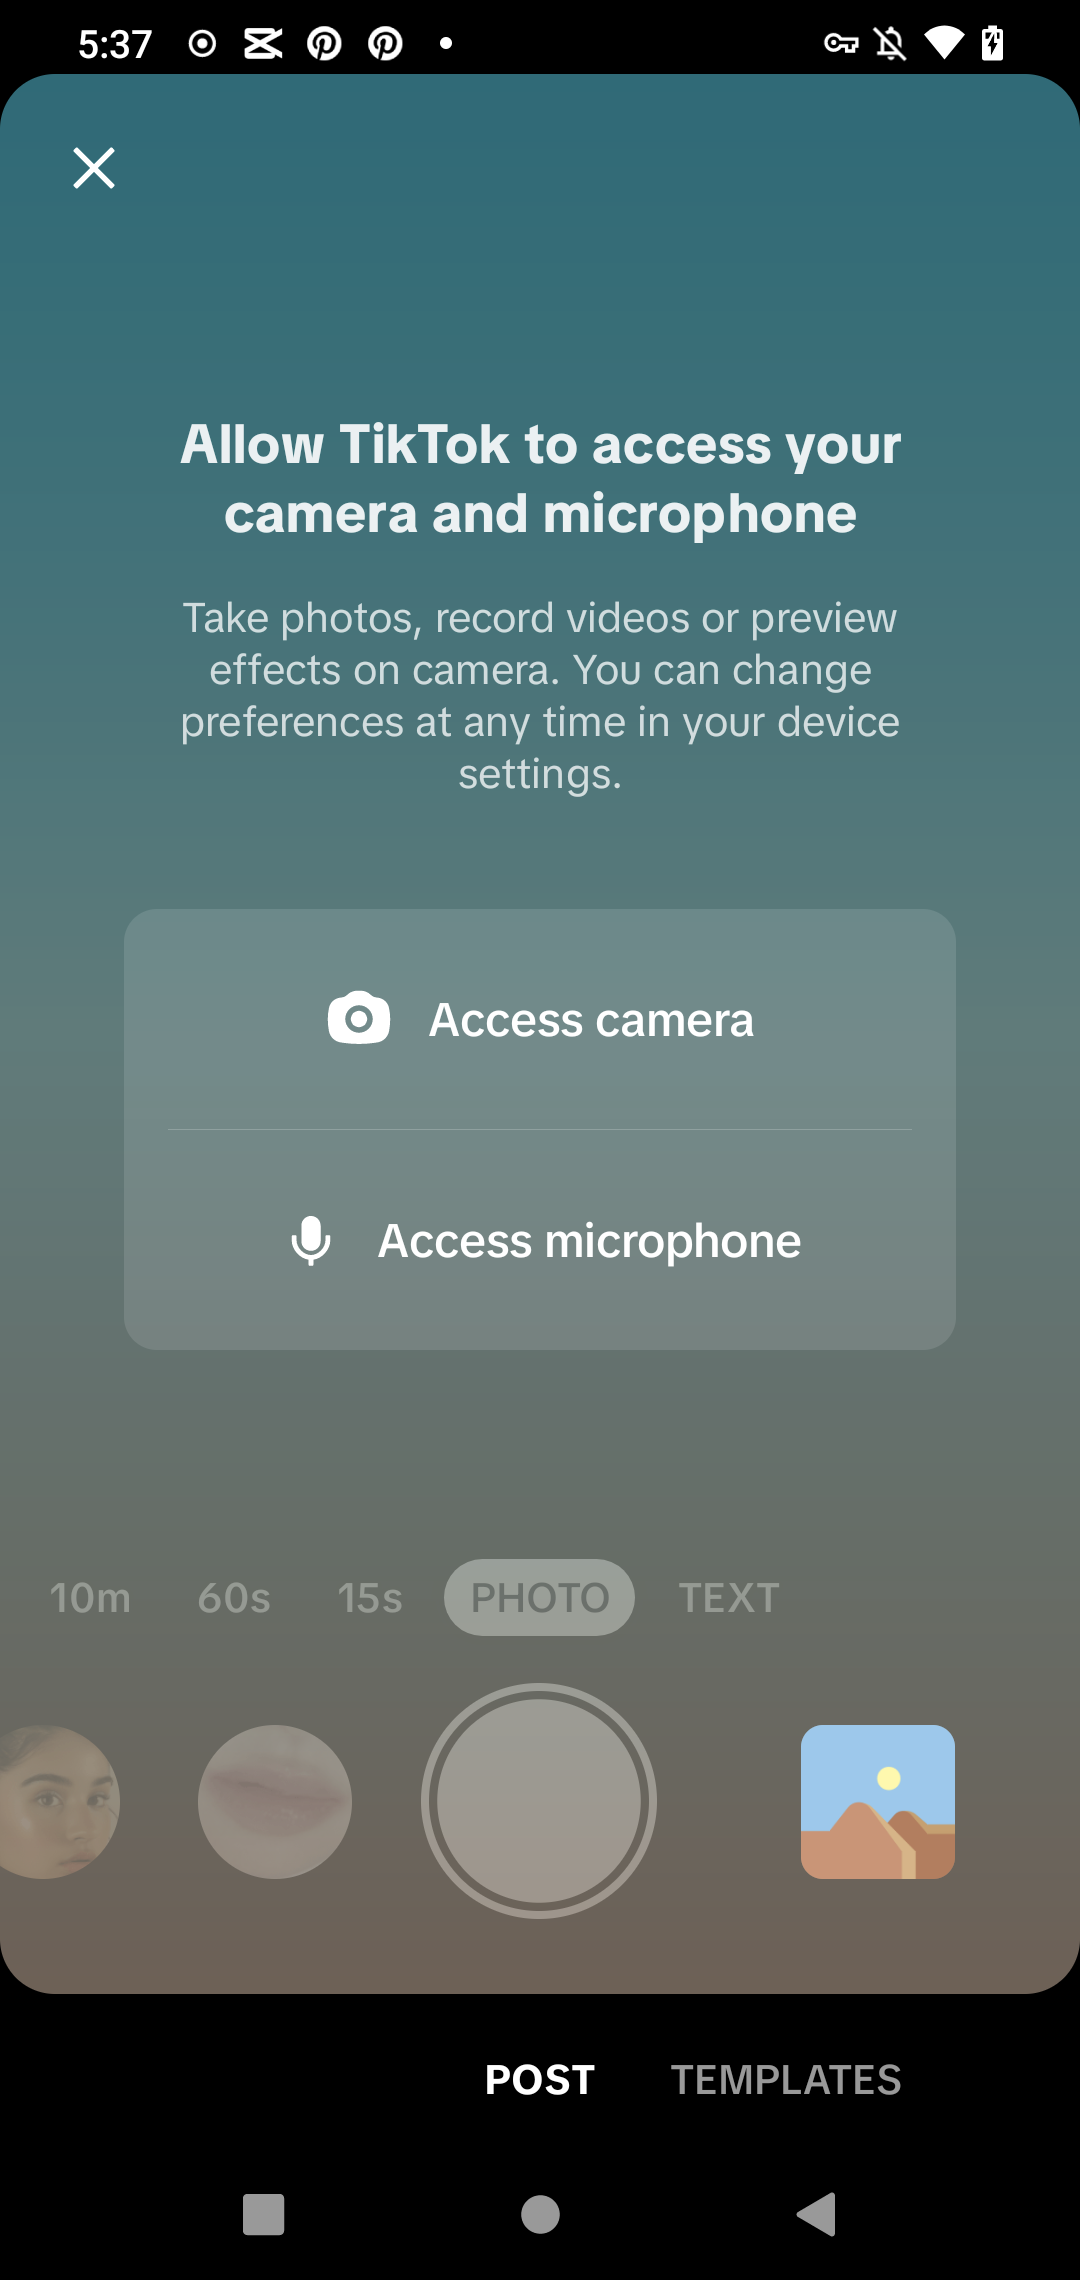 5:37
Allow TikTok to access your
camera and microphone
Take photos, record videos or preview
effects on camera. You can change
preferences at any time in your device
settings.
Access camera
Access microphone
10m 60s 15s PHOTO TEXT
POST TEMPLATES